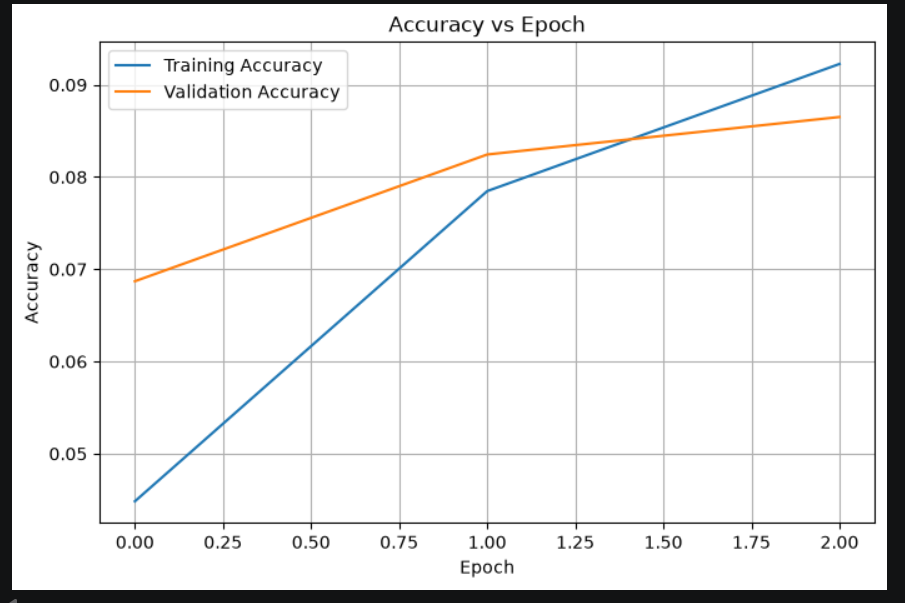 Accuracy vs Epoch
Training Accuracy
Validation Accuracy
0.09
0.08
0.07
0.06
0.05
Accuracy
0.00 0.25 0.50 0.75 1.00 1.25 1.50 1.75 2.00
Epoch